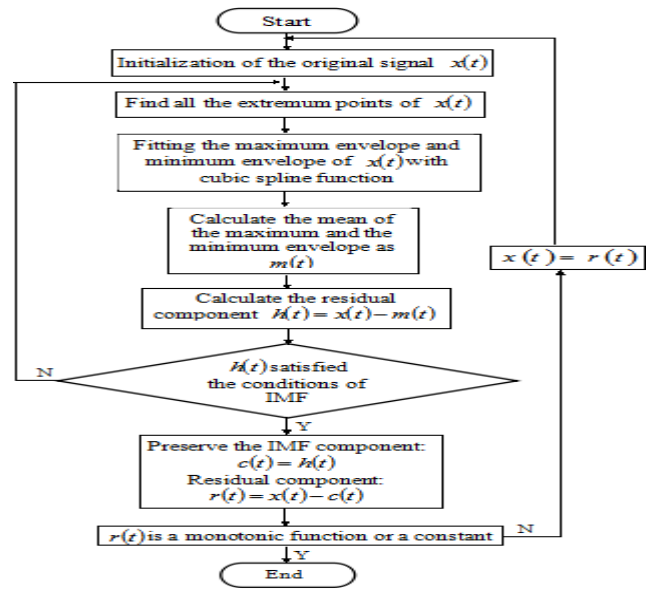 Start
Initialization of the original signal x(t)
Find all the extremum points of x(t)
Fitting the maximum envelope and
minimum envelope of x(t) with
cubic spline function
Calculate the mean of
the maximum and the
minimum envelope as
m(t)
x(t) = r(t)
Calculate the residual
component h(t) = x(t) − m(t)
N
h(t) satisfied
the conditions of
IMF
Y
Preserve the IMF component:
c(t) = h(t)
Residual component:
r(t) = x(t) − c(t)
r(t) is a monotonic function or a constant
N
Y
End